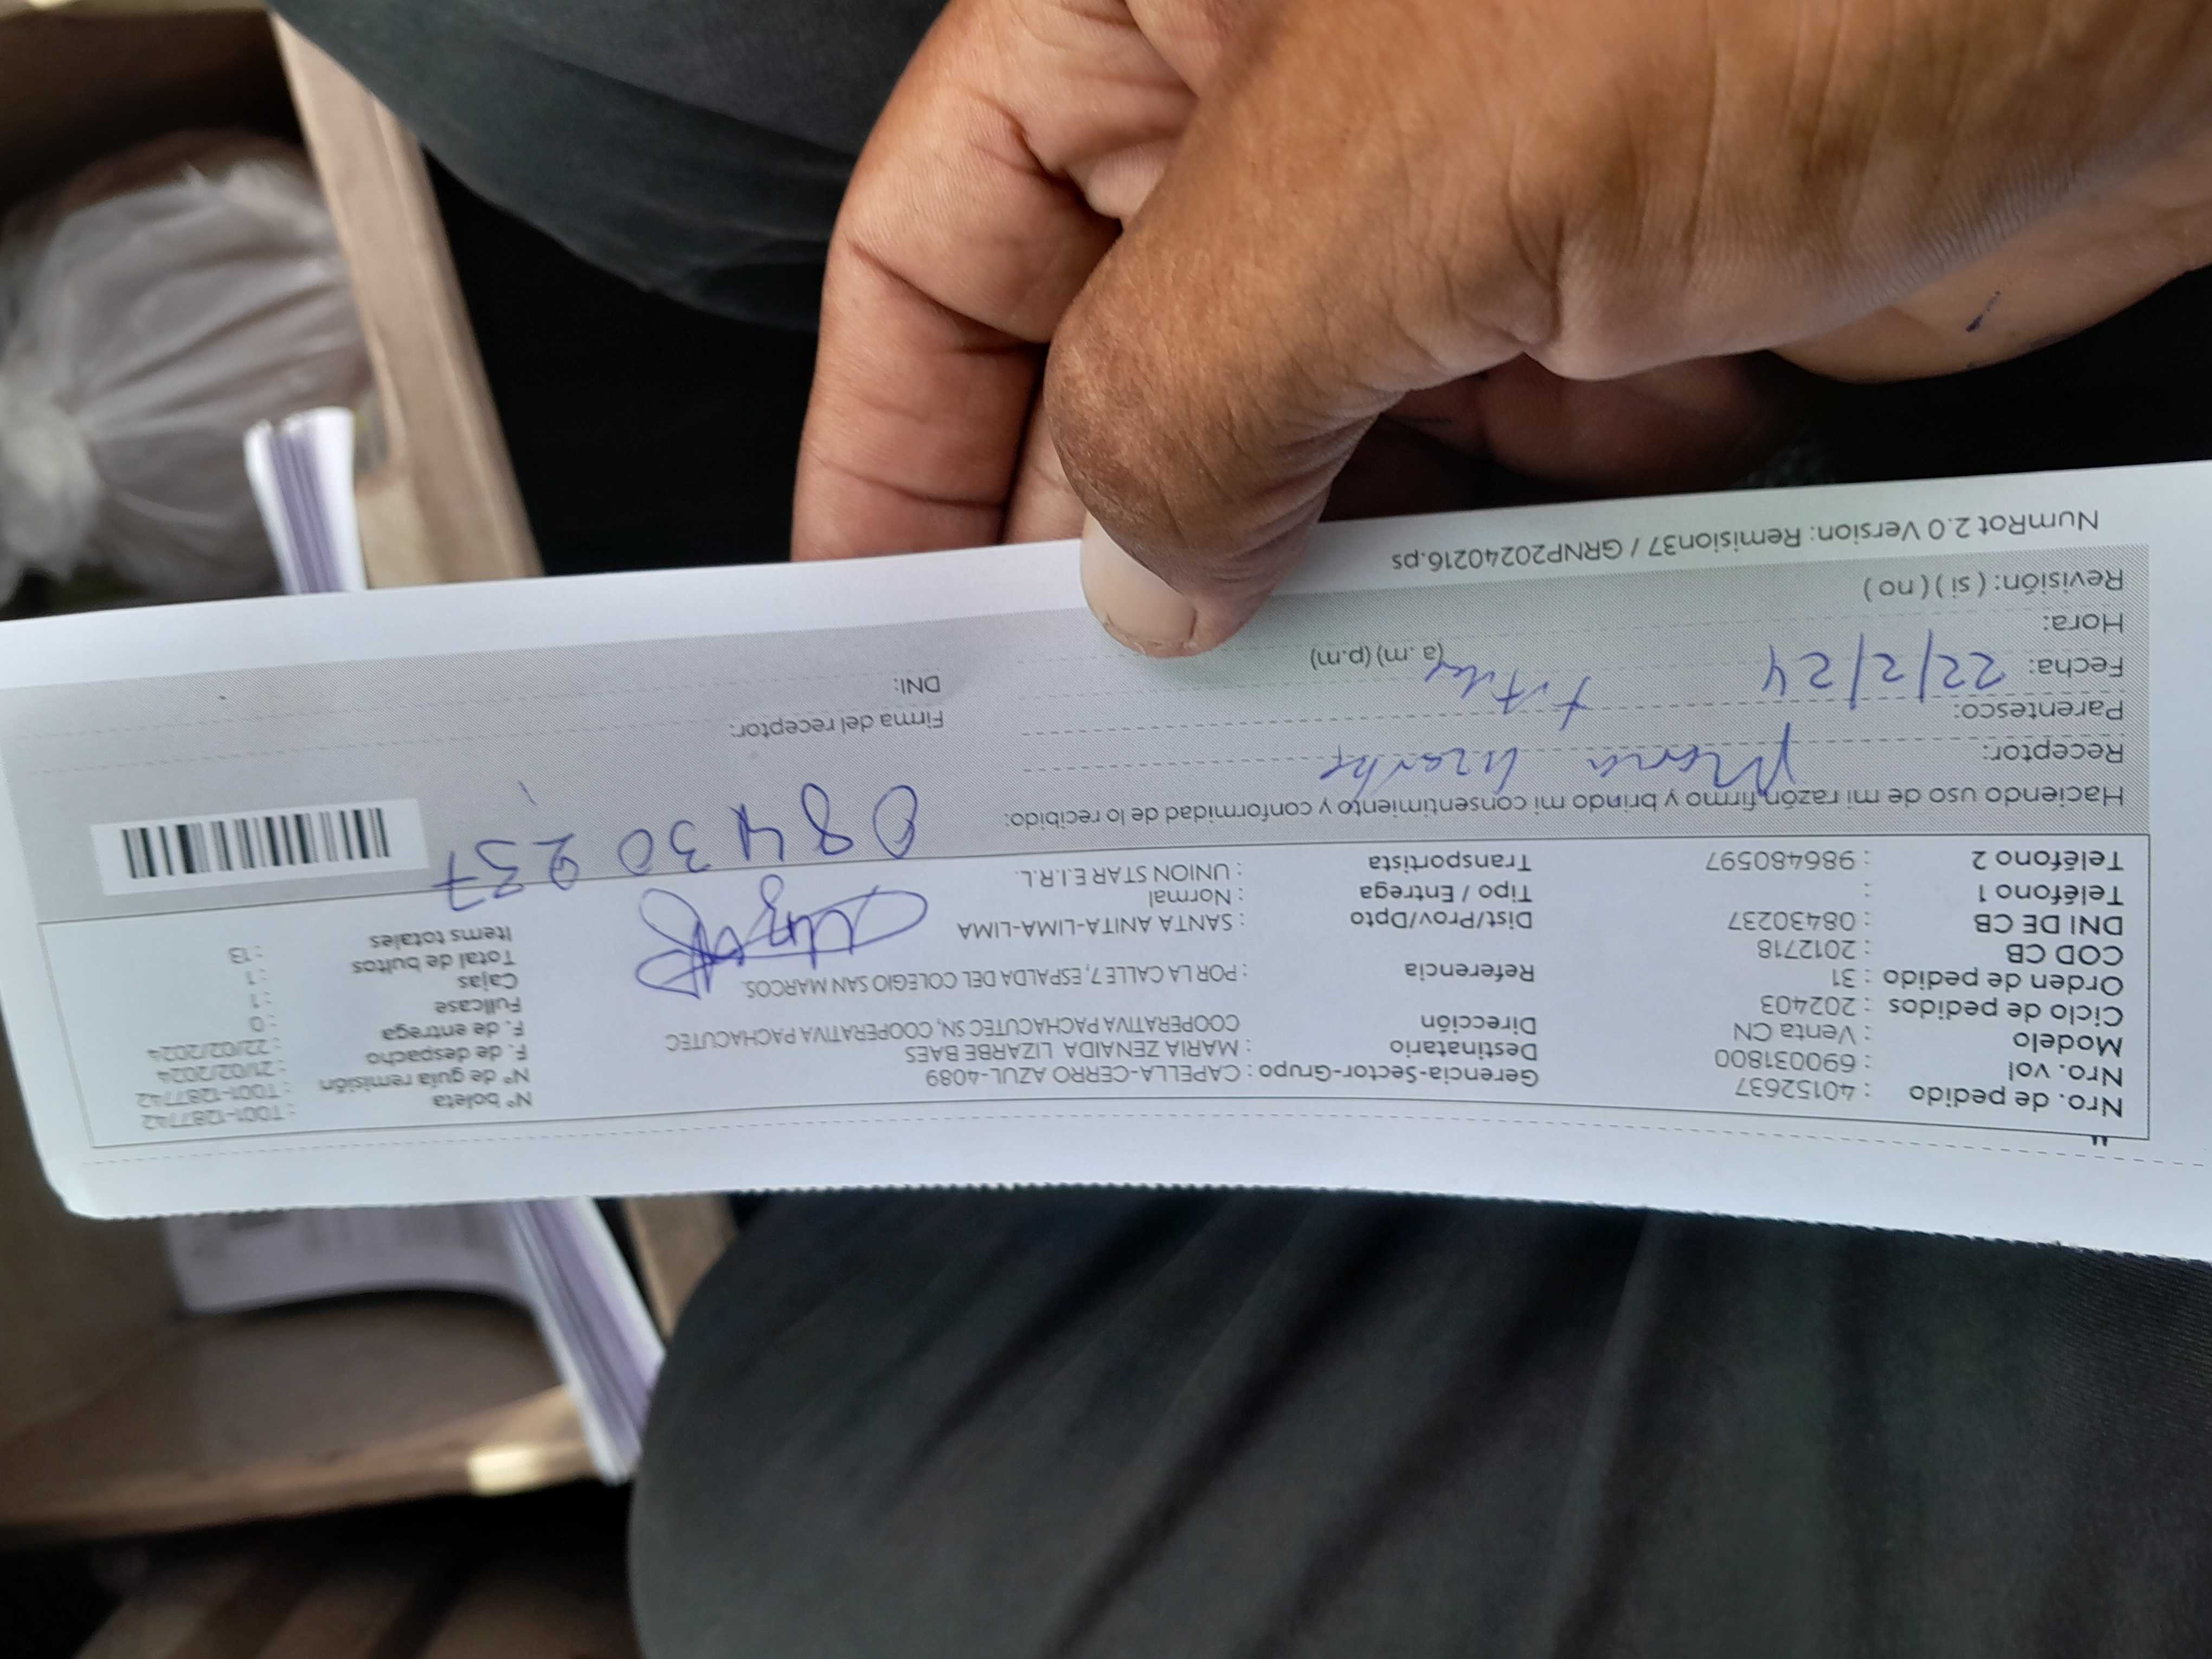 Nro. de pedido : 40152637
Nro. vol : 690031800
Modelo : Venta CN
Ciclo de pedidos : 202403
Orden de pedido : 31
COD CB : 2012718
DNI DE CB : 08430237
Teléfono 1 :
Teléfono 2 : 986480597
Gerencia-Sector-Grupo : CAPELLA-CERRO AZUL-4089
Destinatario : MARIA ZENAIDA LIZARBE BAES
Dirección COOPERATIVA PACHACUTEC SN, COOPERATIVA PACHACUTEC
Referencia : POR LA CALLE 7, ESPALDA DEL COLEGIO SAN MARCOS.
Dist/Prov/Dpto : SANTA ANITA-LIMA-LIMA
Tipo / Entrega : Normal
Transportista : UNION STAR E.I.R.L.
N° boleta : T001-1287742
N° de guía remisión : T001-1287742
F. de despacho : 21/02/2024
F. de entrega : 22/02/2024
Fullcase : 0
Cajas : 1
Total de bultos : 1
Items totales : 13
Haciendo uso de mi razón firmo y brindo mi consentimiento y conformidad de lo recibido:
08430237
Receptor: Maria Lizarbe
Parentesco:
Firma del receptor:
Fecha: 22/2/24
DNI:
Hora: (a.m) (p.m)
Revisión: ( si ) ( no )
NumRot 2.0 Version: Remision37 / GRNP20240216.ps